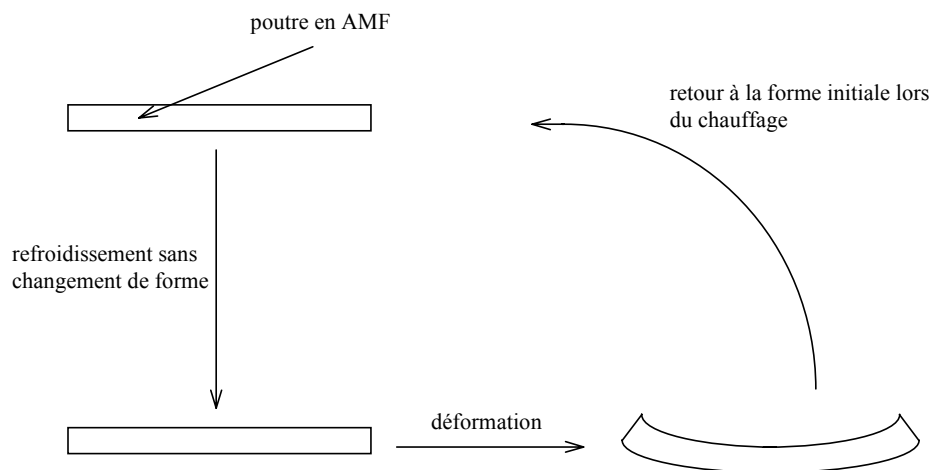 poutre en AMF
retour à la forme initiale lors
du chauffage
refroidissement sans
changement de forme
déformation